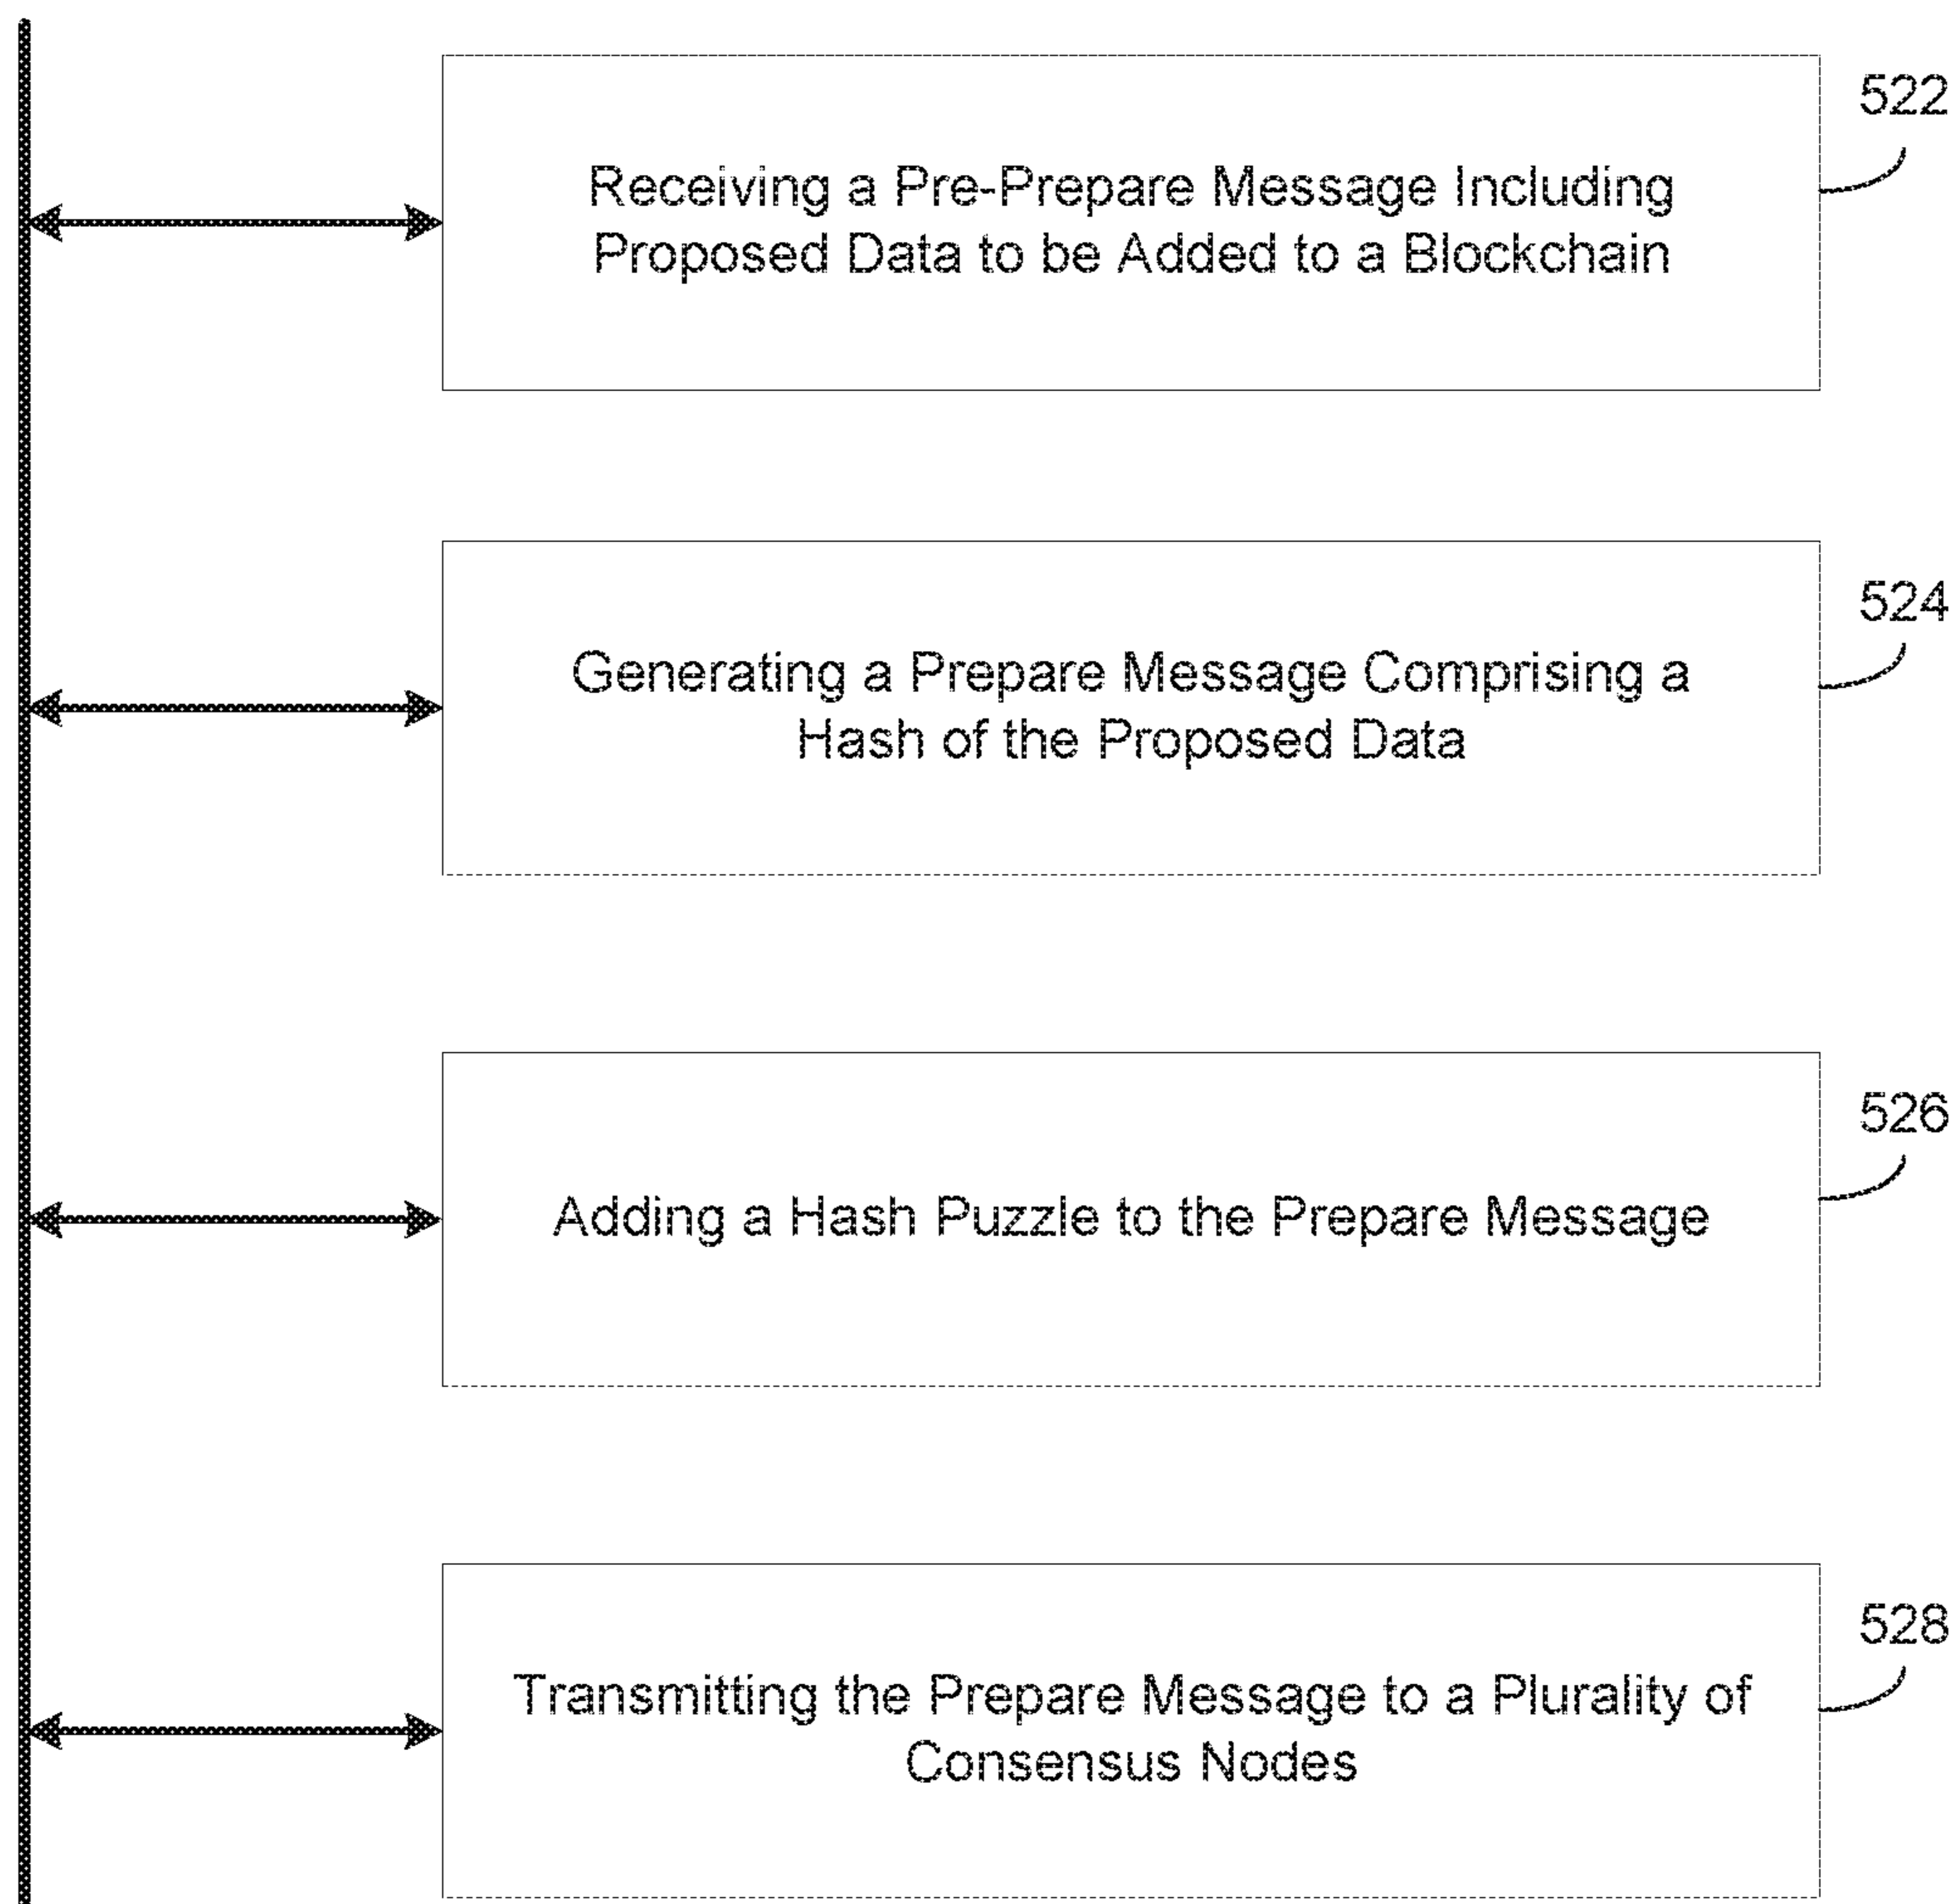 522
Receiving a Pre-Prepare Message Including
Proposed Data to be Added to a Blockchain
524
Generating a Prepare Message Comprising a
Hash of the Proposed Data
526
Adding a Hash Puzzle to the Prepare Message
528
Transmitting the Prepare Message to a Plurality of
Consensus Nodes